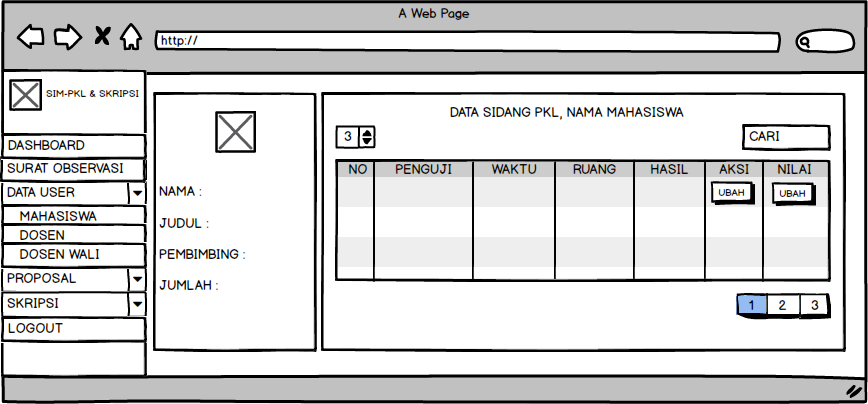 A Web Page
http://
SIM-PKL & SKRIPSI
DASHBOARD
SURAT OBSERVASI
DATA USER
MAHASISWA
DOSEN
DOSEN WALI
PROPOSAL
SKRIPSI
LOGOUT
NAMA :
JUDUL :
PEMBIMBING :
JUMLAH :
DATA SIDANG PKL, NAMA MAHASISWA
3
CARI
NO PENGUJI WAKTU RUANG HASIL AKSI NILAI
UBAH UBAH
1 2 3